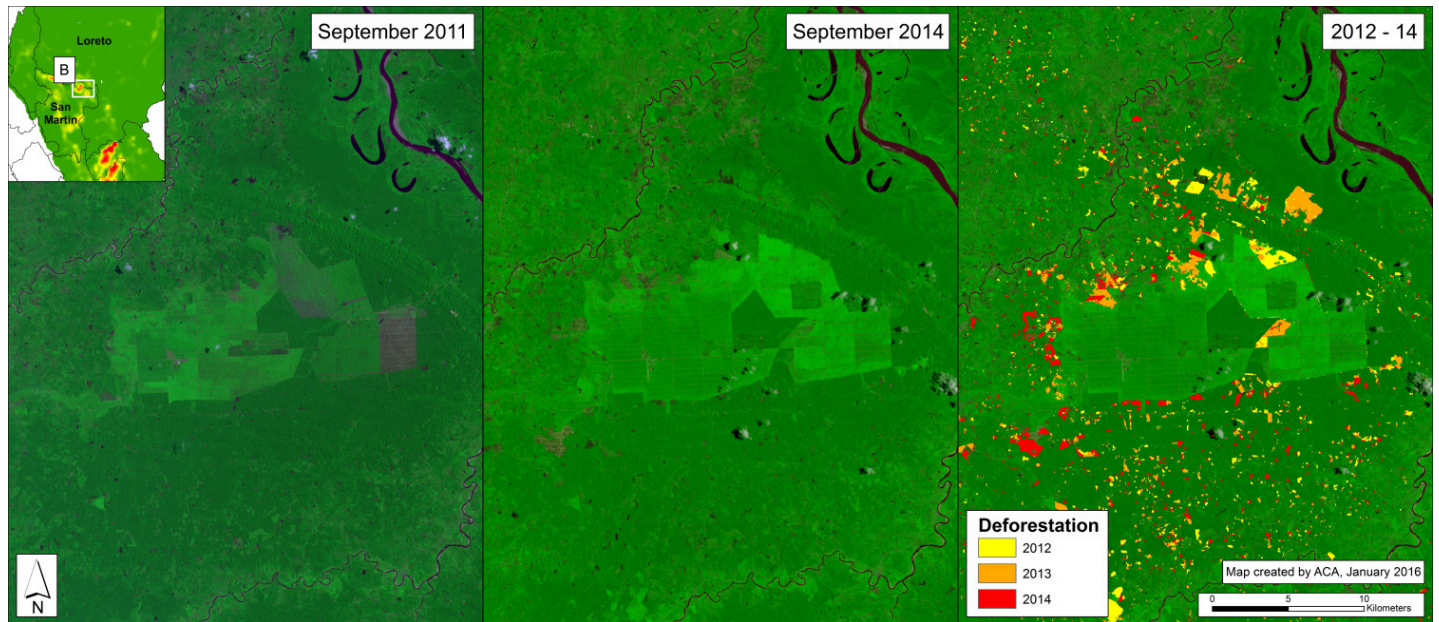 September 2011
September 2014
2012 - 14
Loreto
B
San
Martín
N
Deforestation
2012
2013
2014
Map created by ACA, January 2016
0 5 10
Kilometers